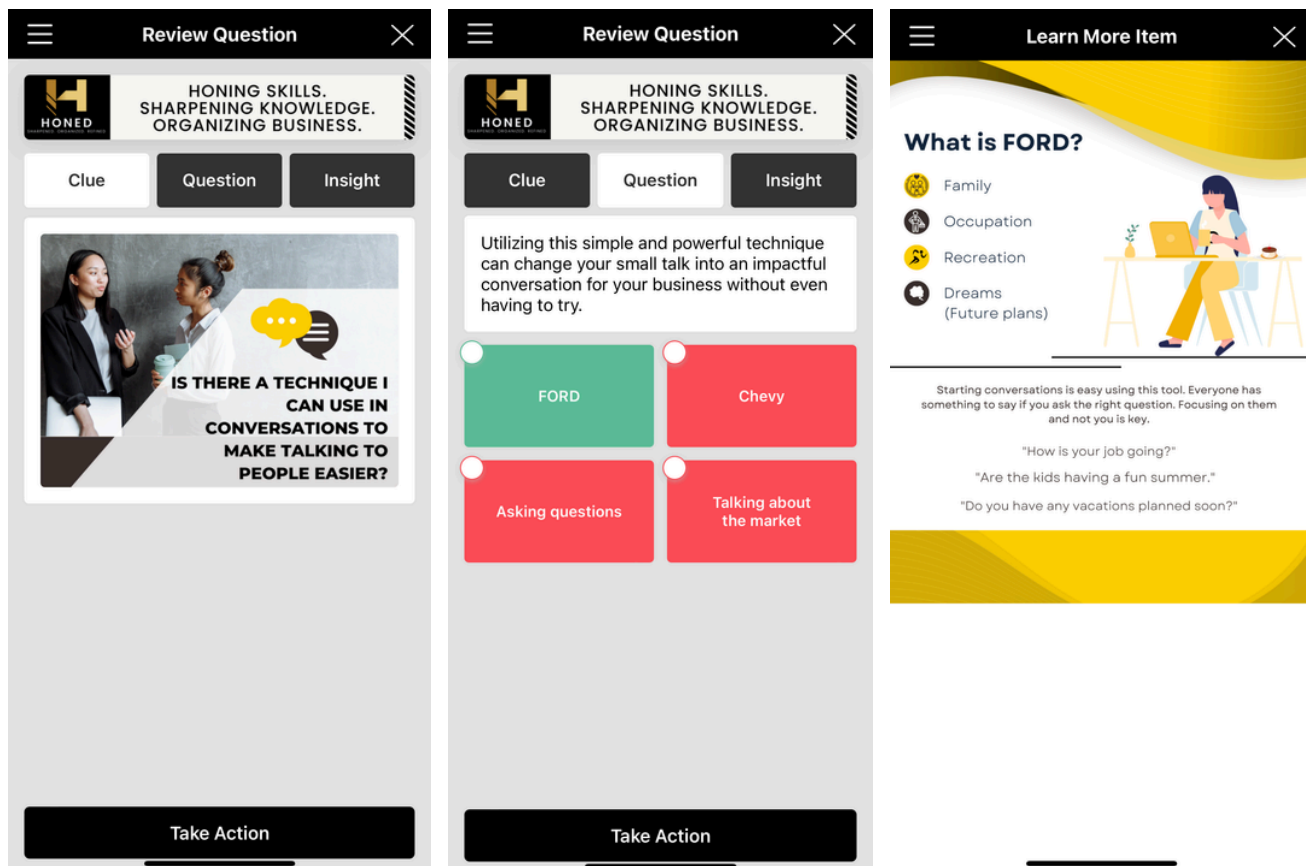 Review Question
HONED
HONING SKILLS.
SHARPENING KNOWLEDGE.
ORGANIZING BUSINESS.
Clue
Question
Insight
IS THERE A TECHNIQUE I
CAN USE IN
CONVERSATIONS TO
MAKE TALKING TO
PEOPLE EASIER?
Take Action
Review Question
HONED
HONING SKILLS.
SHARPENING KNOWLEDGE.
ORGANIZING BUSINESS.
Clue
Question
Insight
Utilizing this simple and powerful technique
can change your small talk into an impactful
conversation for your business without even
having to try.
FORD
Chevy
Asking questions
Talking about
the market
Take Action
Learn More Item
What is FORD?
Family
Occupation
Recreation
Dreams
(Future plans)
Starting conversations is easy using this tool. Everyone has
something to say if you ask the right question. Focusing on them
and not you is key.
"How is your job going?"
"Are the kids having a fun summer."
"Do you have any vacations planned soon?"